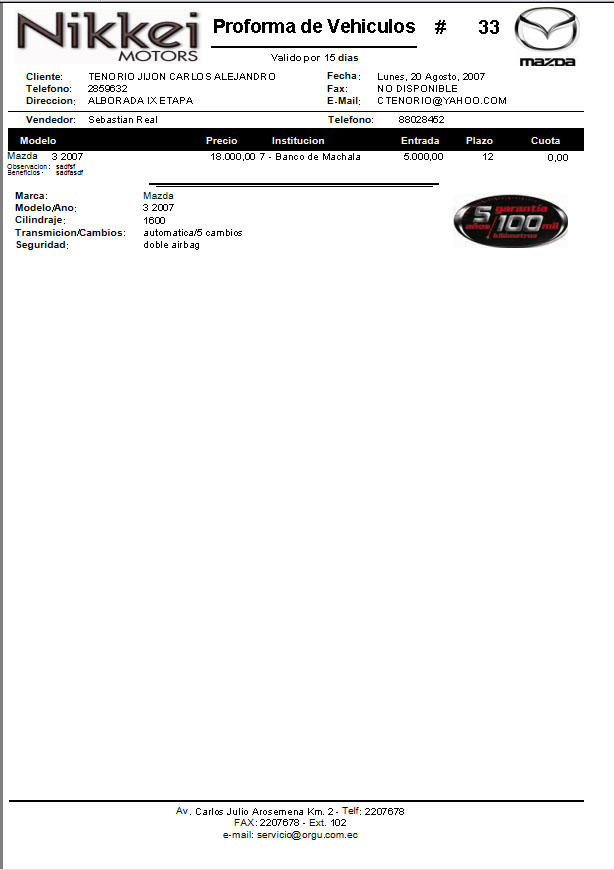 Nikkei MOTORS
Proforma de Vehiculos # 33
mazda
Valido por 15 dias
Cliente: TENORIO JIJON CARLOS ALEJANDRO Fecha: Lunes, 20 Agosto, 2007
Telefono: 2859632 Fax: NO DISPONIBLE
Direccion: ALBORADA IX ETAPA E-Mail: CTENORIO@YAHOO.COM
Vendedor: Sebastian Real Telefono: 88028452
Modelo Precio Institucion Entrada Plazo Cuota
Mazda 3 2007 18.000,00 7 - Banco de Machala 5.000,00 12 0,00
Observacion: sadfsf
Beneficios: sadfasdf
Marca: Mazda
Modelo/Ano: 3 2007
Cilindraje: 1600
Transmicion/Cambios: automatica/5 cambios
Seguridad: doble airbag
5 años/ garantía 100 mil kilómetros
Av. Carlos Julio Arosemena Km. 2 - Telf: 2207678
FAX: 2207678 - Ext. 102
e-mail: servicio@orgu.com.ec